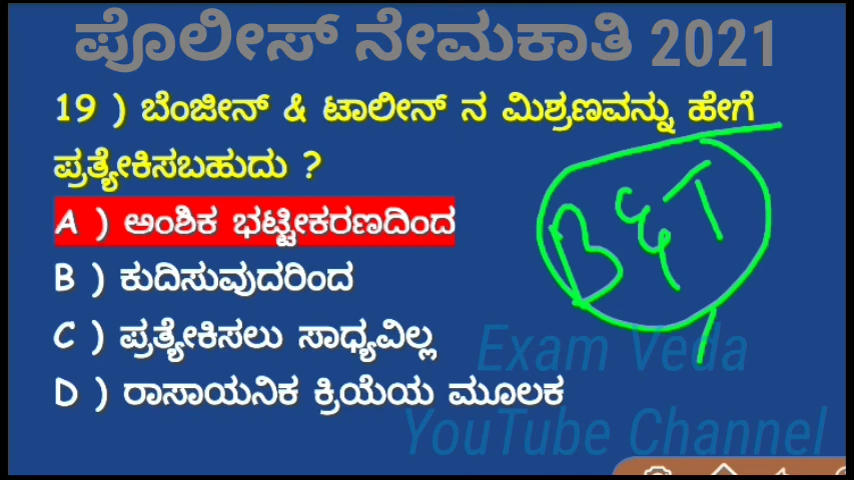 ಪೊಲೀಸ್ ನೇಮಕಾತಿ 2021
19 ) ಬೆಂಜೀನ್ & ಟಾಲೀನ್ ನ ಮಿಶ್ರಣವನ್ನು ಹೇಗೆ
ಪ್ರತ್ಯೇಕಿಸಬಹುದು ?
A ) ಅಂಶಿಕ ಭಟ್ಟೀಕರಣದಿಂದ
B ) ಕುದಿಸುವುದರಿಂದ
C ) ಪ್ರತ್ಯೇಕಿಸಲು ಸಾಧ್ಯವಿಲ್ಲ
D ) ರಾಸಾಯನಿಕ ಕ್ರಿಯೆಯ ಮೂಲಕ
B & T
Exam Veda
YouTube Channel